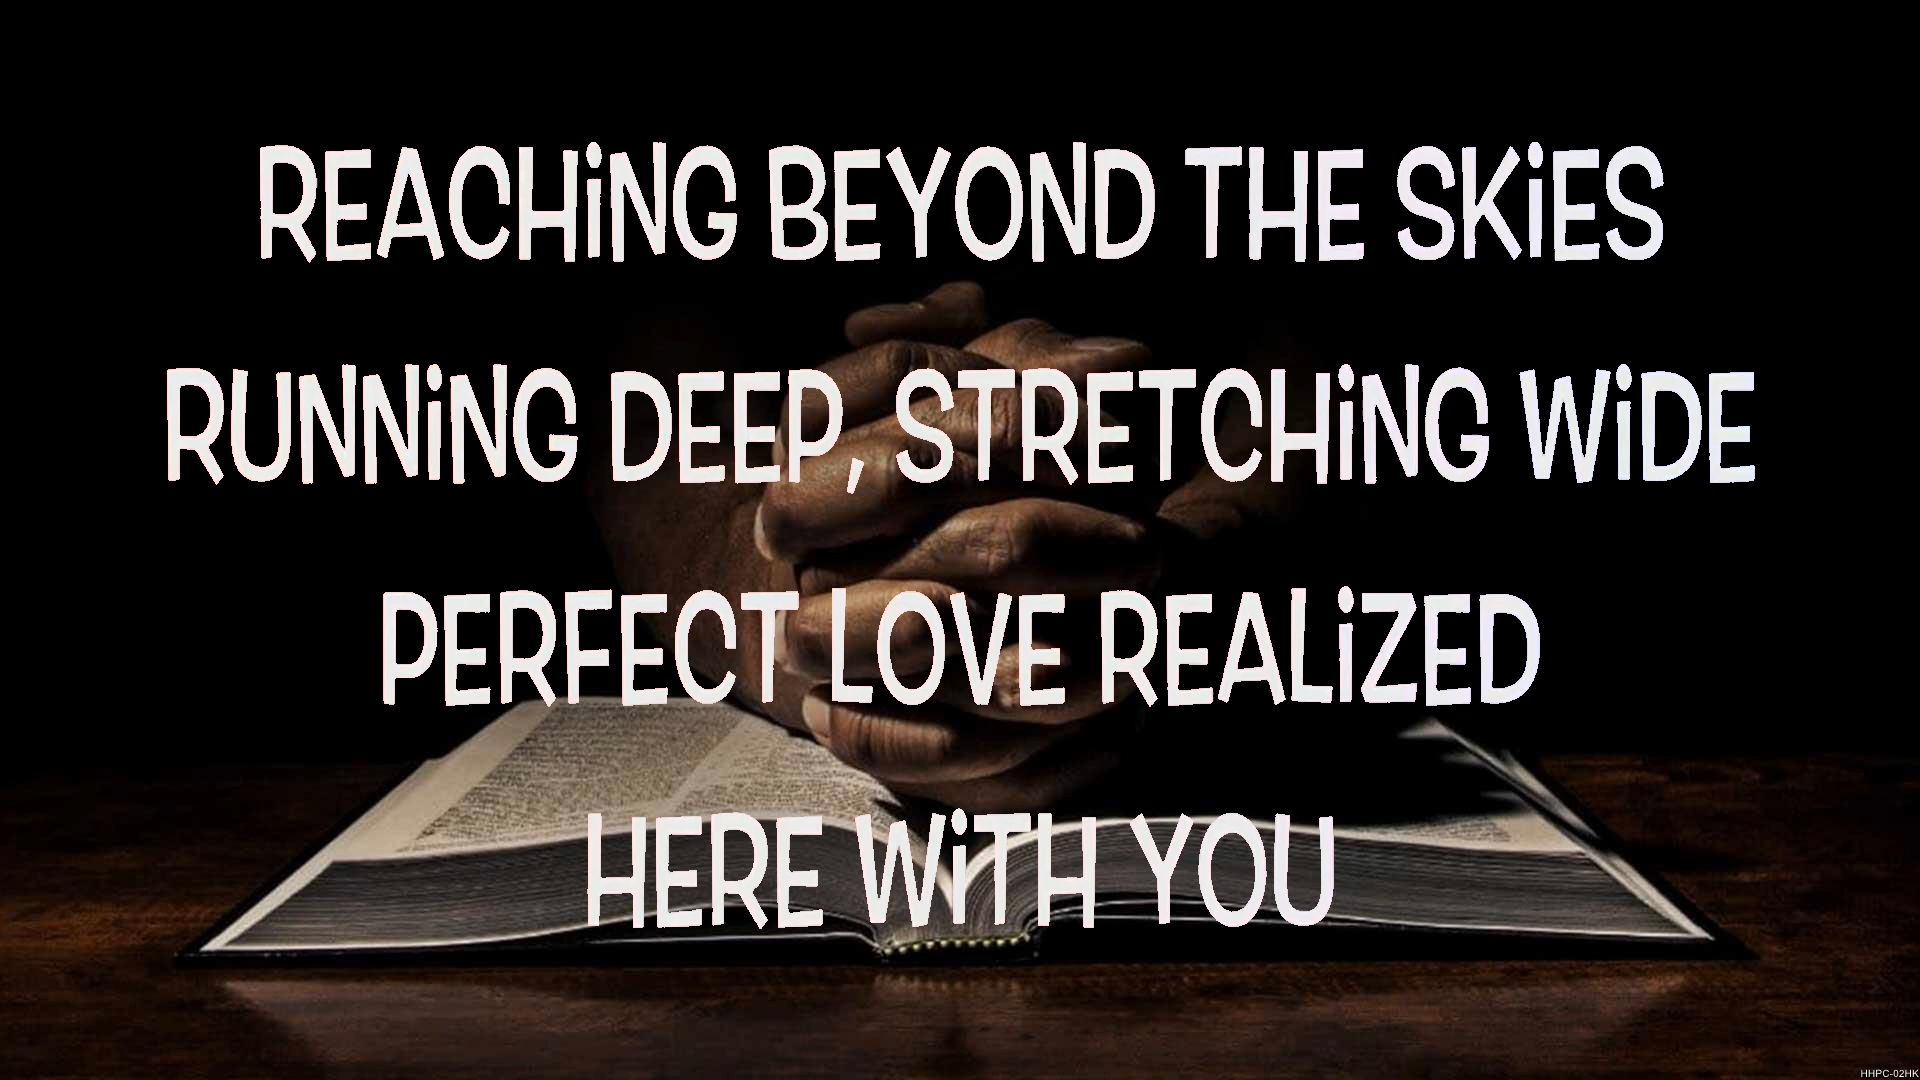 REACHiNG BEYOND THE SKiES
RUNNiNG DEEP, STRETCHiNG WiDE
PERFECT LOVE REALiZED
HERE WiTH YOU
HHPC-02HK